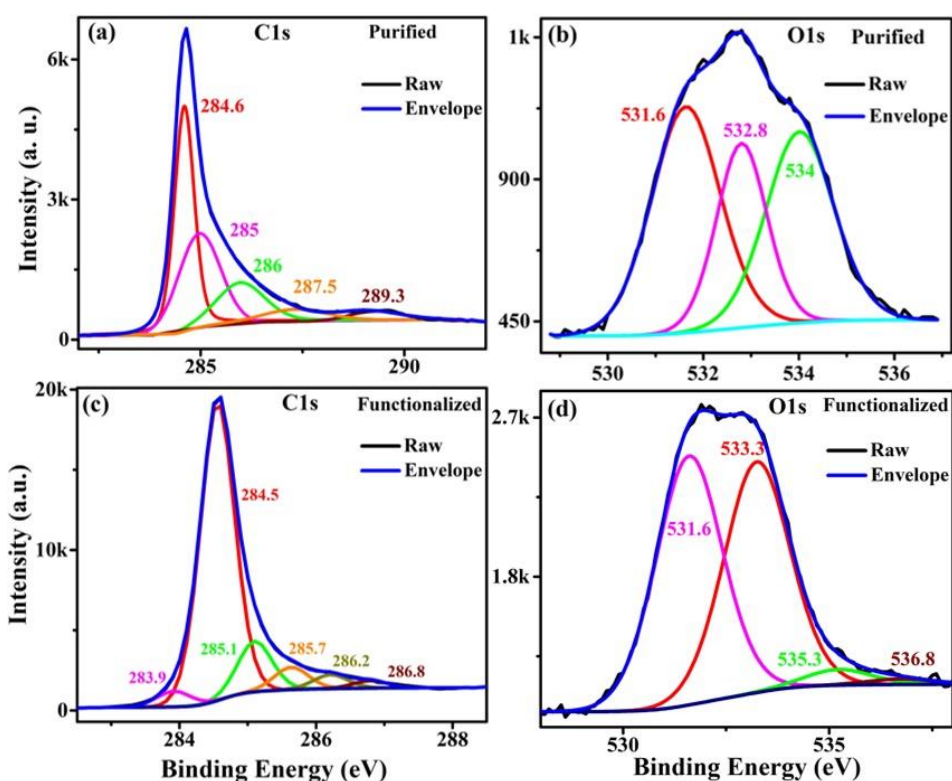 (a) C1s Purified
Raw
Envelope
284.6
285
286
287.5
289.3
6k
3k
0
285 290
Intensity (a. u.)
(b) O1s Purified
Raw
Envelope
531.6
532.8
534
1k
900
450
530 532 534 536
(c) C1s Functionalized
Raw
Envelope
284.5
283.9
285.1
285.7
286.2
286.8
20k
10k
0
284 286 288
Intensity (a.u.)
Binding Energy (eV)
(d) O1s Functionalized
Raw
Envelope
531.6
533.3
535.3
536.8
2.7k
1.8k
530 535
Binding Energy (eV)